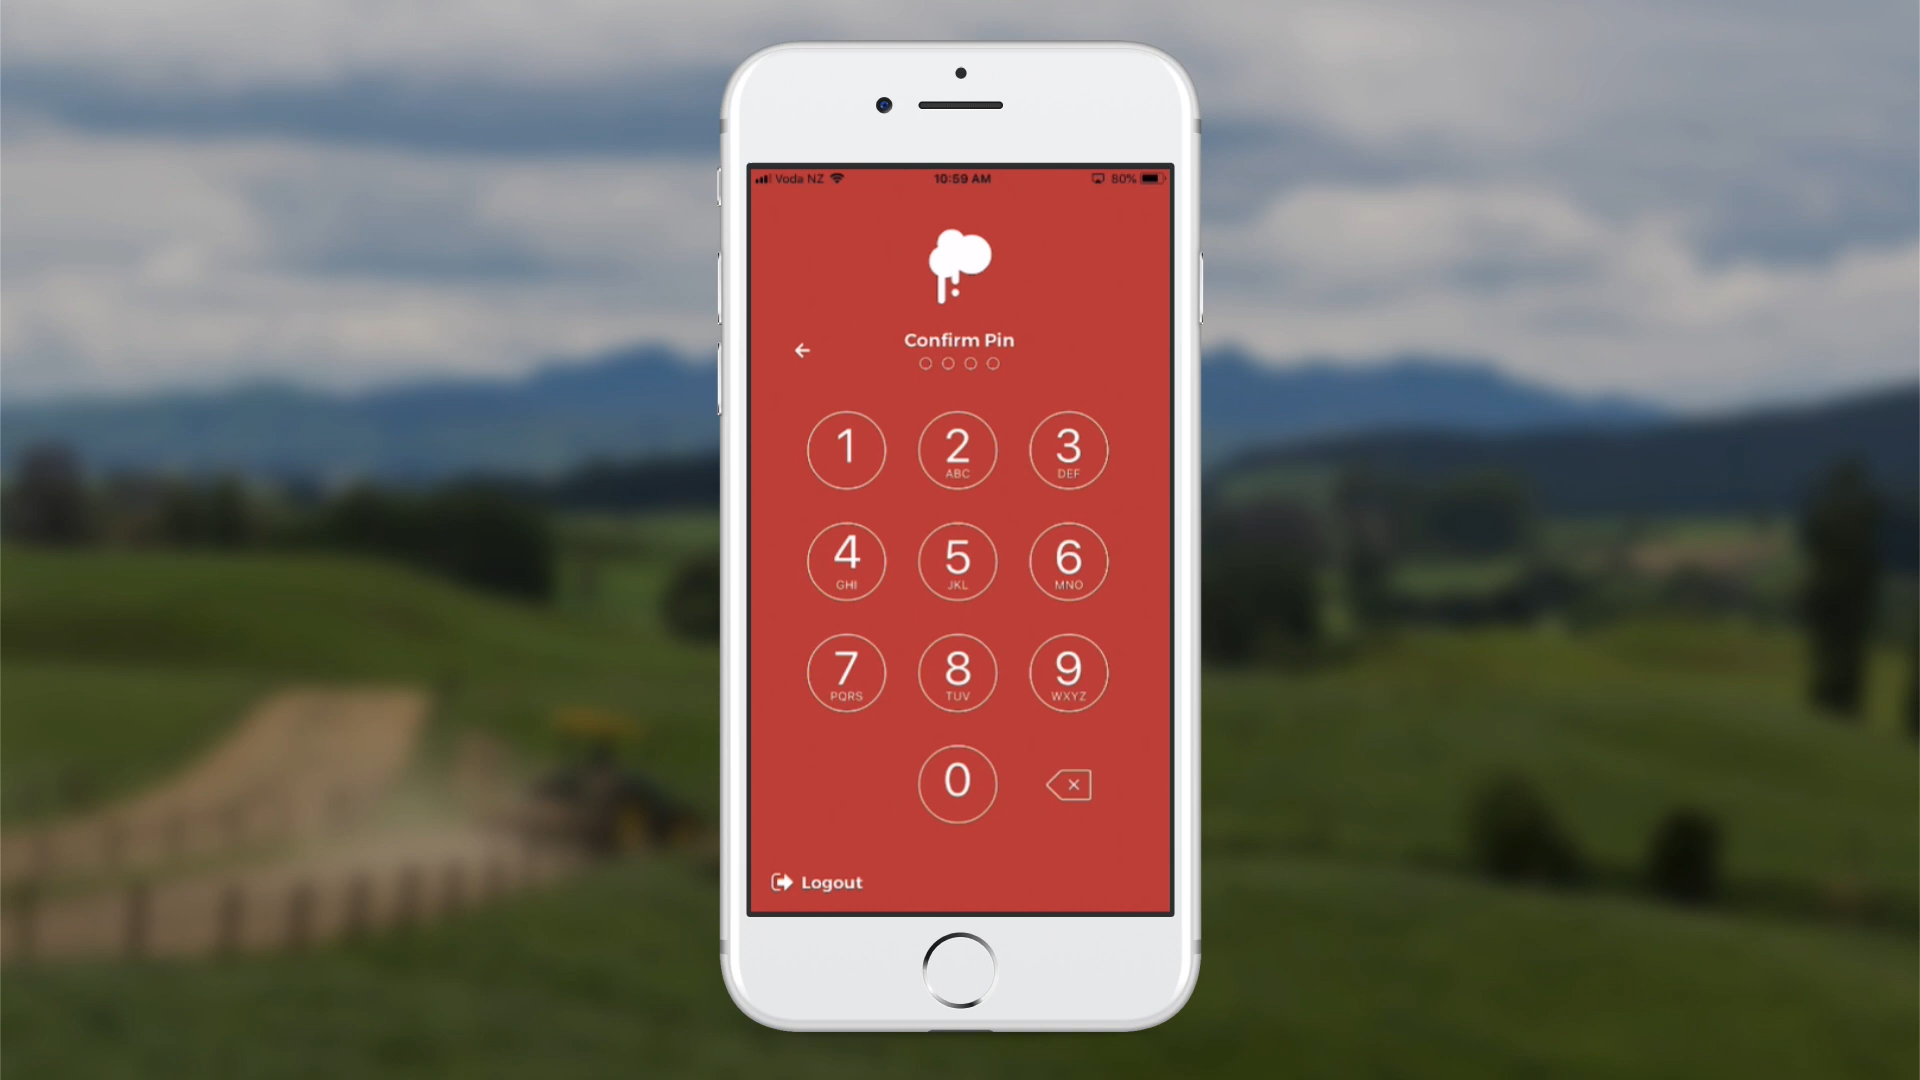 Voda NZ 10:59 AM 80%
Confirm Pin
1 2 3
ABC DEF
4 5 6
GHI JKL MNO
7 8 9
PQRS TUV WXYZ
0
Logout